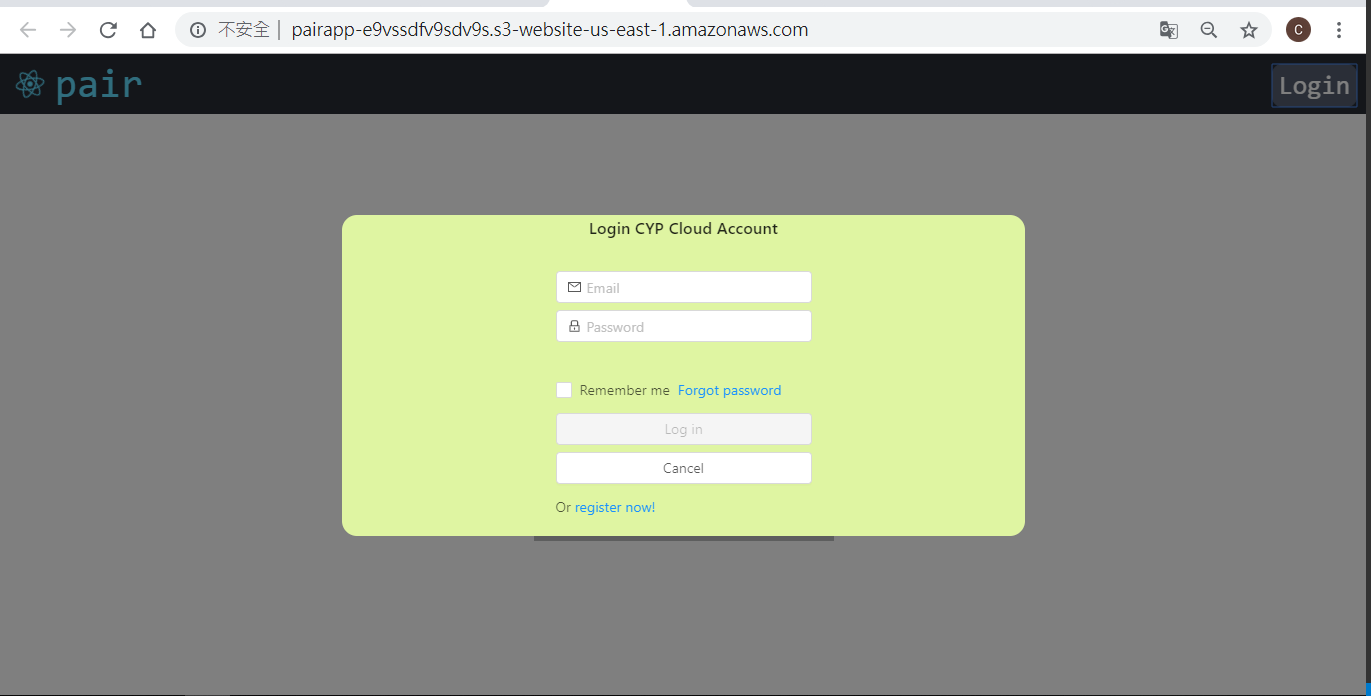 不安全 | pairapp-e9vssdfv9sdv9s.s3-website-us-east-1.amazonaws.com
C
pair
Login
Login CYP Cloud Account
Email
Password
Remember me Forgot password
Log in
Cancel
Or register now!